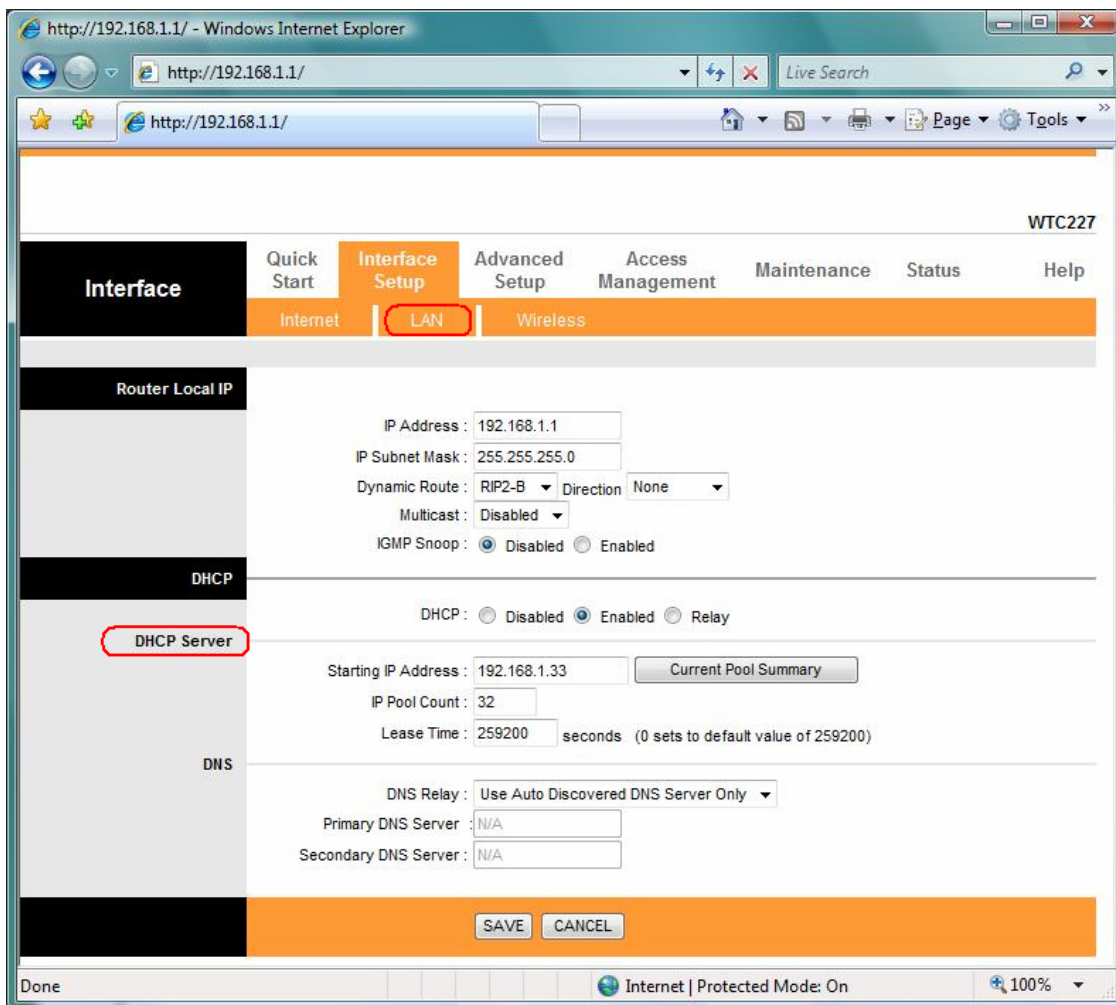 http://192.168.1.1/ - Windows Internet Explorer
http://192.168.1.1/
Live Search
http://192.168.1.1/
Page
Tools
WTC227
Interface
Quick Start
Interface Setup
Advanced Setup
Access Management
Maintenance
Status
Help
Internet
LAN
Wireless
Router Local IP
IP Address : 192.168.1.1
IP Subnet Mask : 255.255.255.0
Dynamic Route : RIP2-B Direction None
Multicast : Disabled
IGMP Snoop : Disabled Enabled
DHCP
DHCP : Disabled Enabled Relay
DHCP Server
Starting IP Address : 192.168.1.33 Current Pool Summary
IP Pool Count : 32
Lease Time : 259200 seconds (0 sets to default value of 259200)
DNS
DNS Relay : Use Auto Discovered DNS Server Only
Primary DNS Server : N/A
Secondary DNS Server : N/A
SAVE CANCEL
Done
Internet | Protected Mode: On
100%